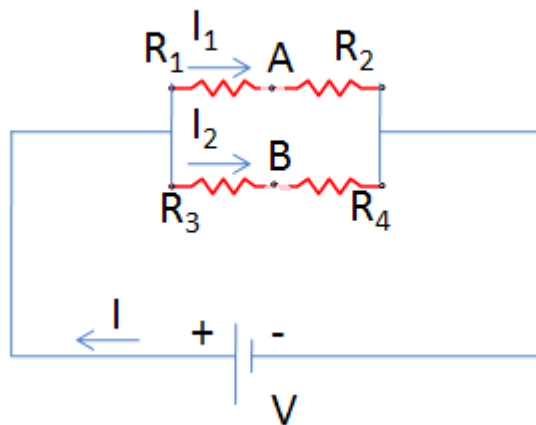 I₁
R₁ A R₂
I₂
B
R₃ R₄
I + -
V